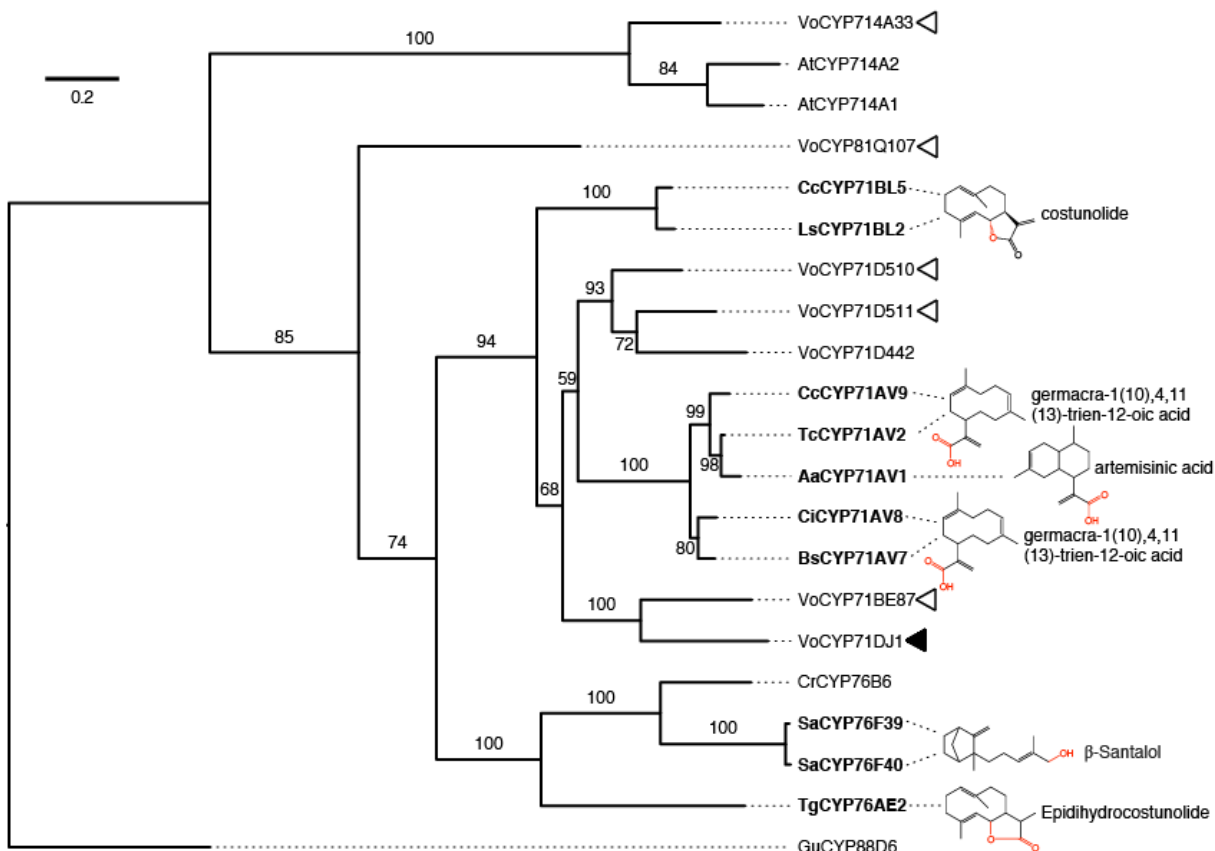 VoCYP714A33
100
84
AtCYP714A2
0.2
AtCYP714A1
VoCYP81Q107
100
CcCYP71BL5
costunolide
LsCYP71BL2
O
O
VoCYP71D510
93
VoCYP71D511
85
94
72
VoCYP71D442
59
CcCYP71AV9
germacra-1(10),4,11
(13)-trien-12-oic acid
99
TcCYP71AV2
O
OH
98
100
AaCYP71AV1
artemisinic acid
O
OH
68
CiCYP71AV8
germacra-1(10),4,11
(13)-trien-12-oic acid
74
80
BsCYP71AV7
O
OH
VoCYP71BE87
100
VoCYP71DJ1
CrCYP76B6
100
SaCYP76F39
100
OH
β-Santalol
100
SaCYP76F40
TgCYP76AE2
Epidihydrocostunolide
O
O
GuCYP88D6